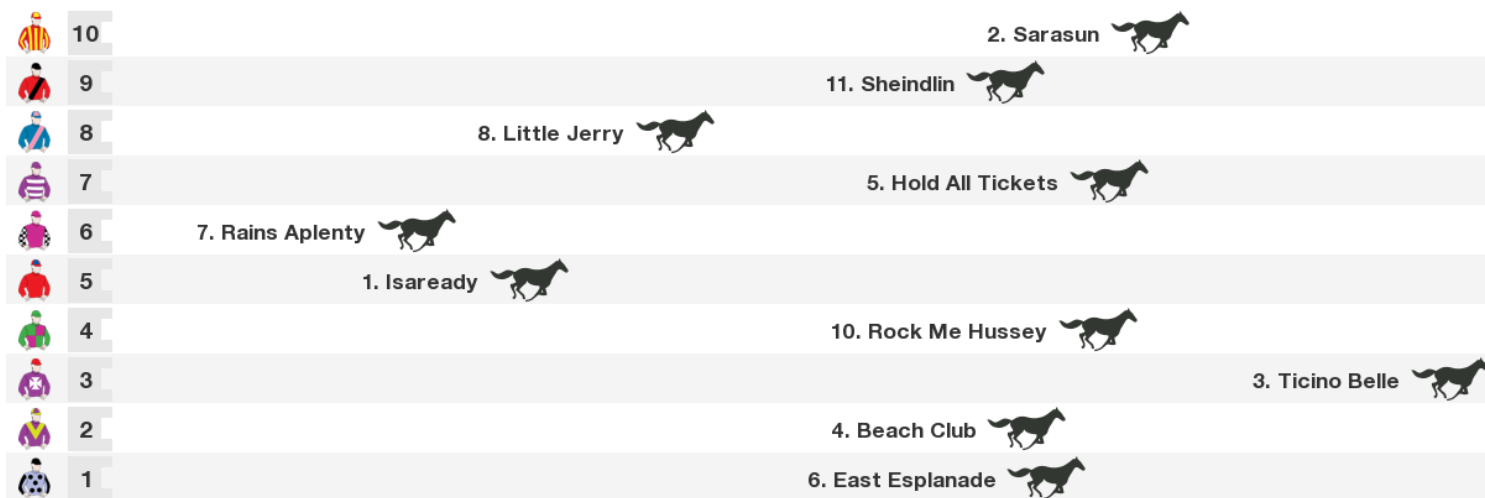 10 2. Sarasun
9 11. Sheindlin
8 8. Little Jerry
7 5. Hold All Tickets
6 7. Rains Aplenty
5 1. Isaready
4 10. Rock Me Hussey
3 3. Ticino Belle
2 4. Beach Club
1 6. East Esplanade